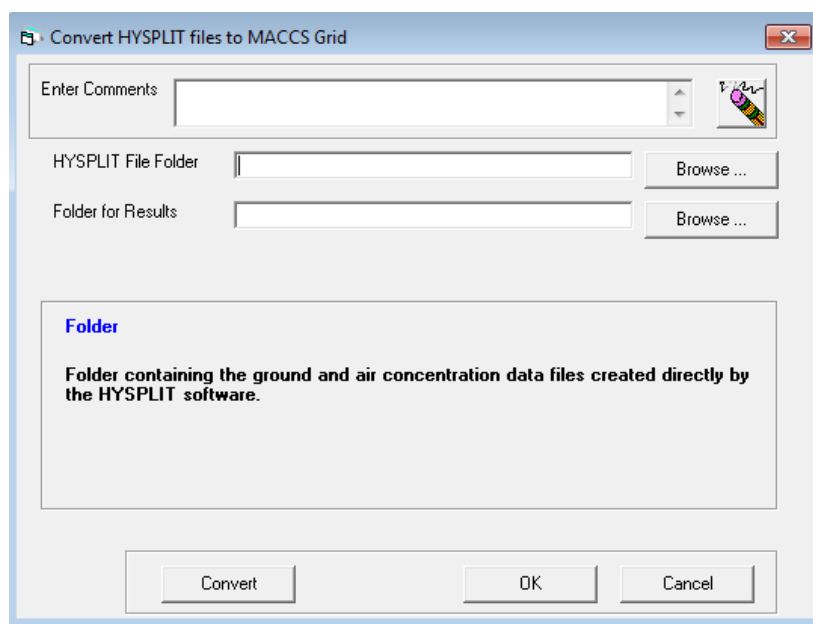 Convert HYSPLIT files to MACCS Grid
Enter Comments
HYSPLIT File Folder
Browse ...
Folder for Results
Browse ...
Folder
Folder containing the ground and air concentration data files created directly by
the HYSPLIT software.
Convert OK Cancel